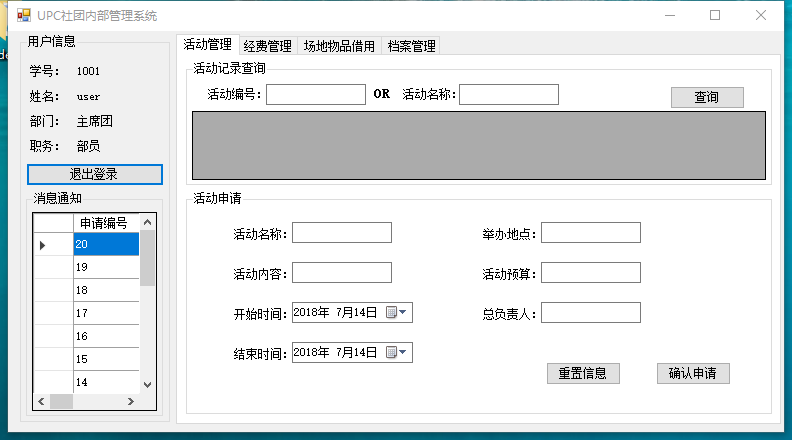 UPC社团内部管理系统
用户信息
学号： 1001
姓名： user
部门： 主席团
职务： 部员
退出登录
消息通知
申请编号
20
19
18
17
16
15
14
活动管理 经费管理 场地物品借用 档案管理
活动记录查询
活动编号： OR 活动名称： 查询
活动申请
活动名称： 举办地点：
活动内容： 活动预算：
开始时间： 2018年 7月14日 总负责人：
结束时间： 2018年 7月14日
重置信息 确认申请